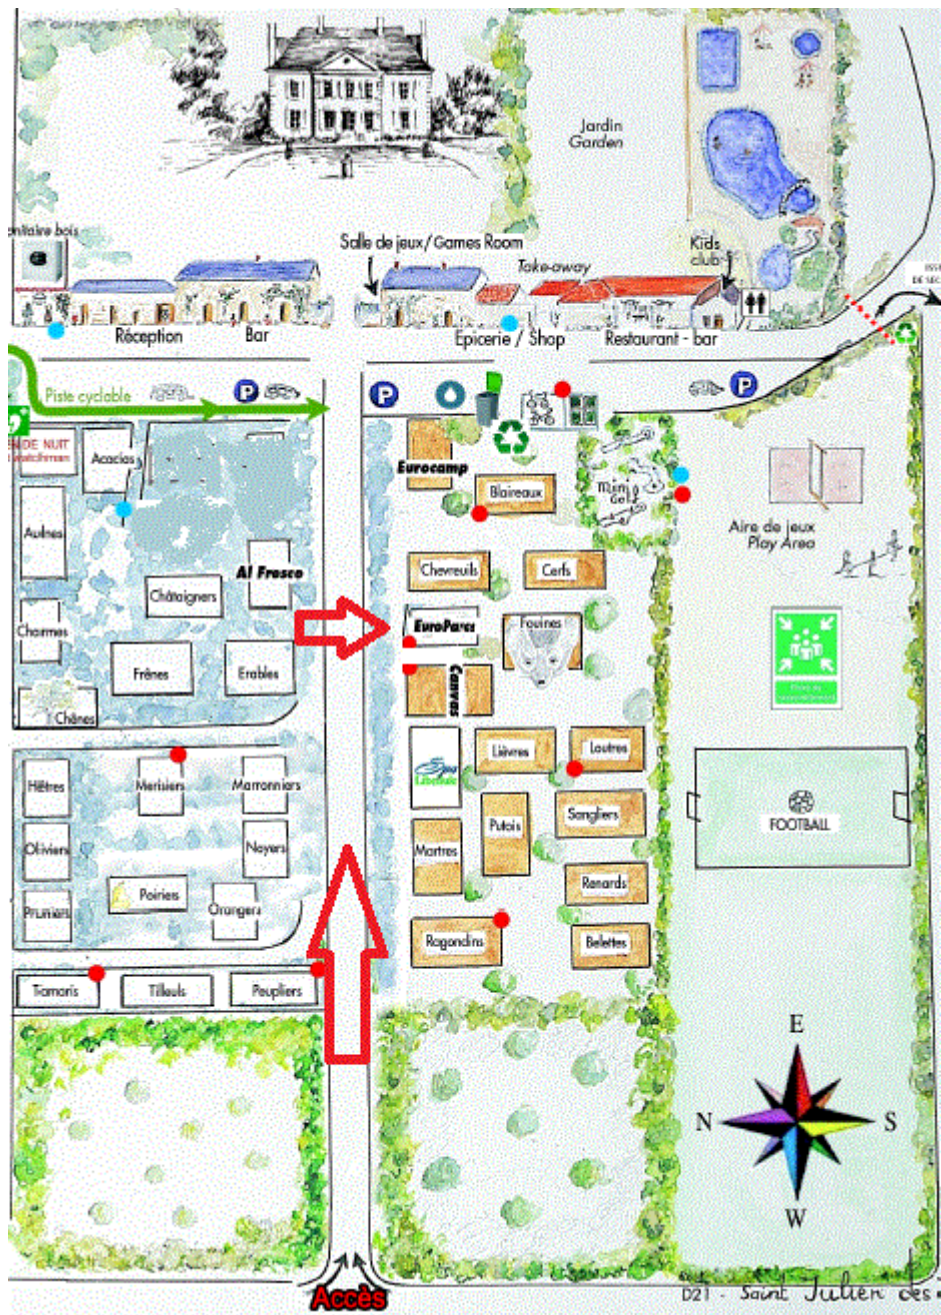 Jardin
Garden
Salle de jeux/Games Room
Kids
club
Take-away
Réception
Bar
Epicerie / Shop
Restaurant - bar
Piste cyclable
P
P
P
DE NUIT
Acacias
Eurocamp
Blaireaux
Mini
Golf
Aire de jeux
Play Area
Aulnes
Al Fresco
Chevreuils
Cerfs
Châtaigners
Charmes
EuroParcs
Fouines
Frênes
Erables
Canvas
Chênes
Spa
Lièvres
Loutres
Hêtres
Merisiers
Marronniers
FOOTBALL
Putois
Sangliers
Oliviers
Noyers
Martres
Renards
Poiriers
Pruniers
Orangers
Ragondins
Belettes
Tamaris
Tilleuls
Peupliers
E
N
S
W
Accès
D21 - Saint Julien des